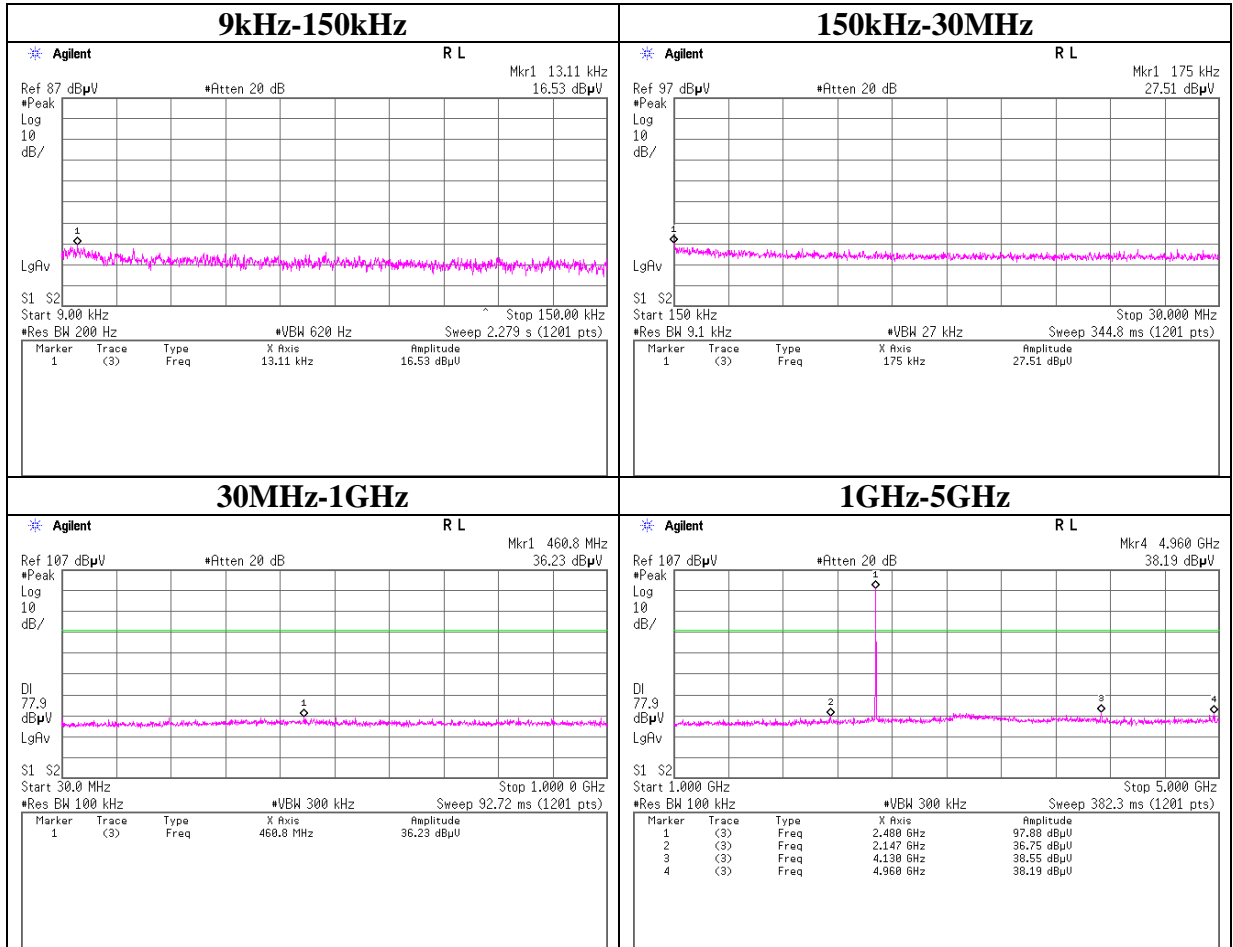 9kHz-150kHz
Agilent R L
Mkr1 13.11 kHz
Ref 87 dBµV #Atten 20 dB 16.53 dBµV
#Peak
Log
10
dB/
1
LgAv
S1 S2
Start 9.00 kHz ^ Stop 150.00 kHz
#Res BW 200 Hz #VBW 620 Hz Sweep 2.279 s (1201 pts)
Marker Trace Type X Axis Amplitude
1 (3) Freq 13.11 kHz 16.53 dBµV
150kHz-30MHz
Agilent R L
Mkr1 175 kHz
Ref 97 dBµV #Atten 20 dB 27.51 dBµV
#Peak
Log
10
dB/
1
LgAv
S1 S2
Start 150 kHz Stop 30.000 MHz
#Res BW 9.1 kHz #VBW 27 kHz Sweep 344.8 ms (1201 pts)
Marker Trace Type X Axis Amplitude
1 (3) Freq 175 kHz 27.51 dBµV
30MHz-1GHz
Agilent R L
Mkr1 460.8 MHz
Ref 107 dBµV #Atten 20 dB 36.23 dBµV
#Peak
Log
10
dB/
DI
77.9
dBµV
1
LgAv
S1 S2
Start 30.0 MHz Stop 1.000 0 GHz
#Res BW 100 kHz #VBW 300 kHz Sweep 92.72 ms (1201 pts)
Marker Trace Type X Axis Amplitude
1 (3) Freq 460.8 MHz 36.23 dBµV
1GHz-5GHz
Agilent R L
Mkr4 4.960 GHz
Ref 107 dBµV #Atten 20 dB 38.19 dBµV
#Peak
1
Log
10
dB/
DI
77.9
2 3 4
dBµV
LgAv
S1 S2
Start 1.000 GHz Stop 5.000 GHz
#Res BW 100 kHz #VBW 300 kHz Sweep 382.3 ms (1201 pts)
Marker Trace Type X Axis Amplitude
1 (3) Freq 2.480 GHz 97.88 dBµV
2 (3) Freq 2.147 GHz 36.75 dBµV
3 (3) Freq 4.130 GHz 38.55 dBµV
4 (3) Freq 4.960 GHz 38.19 dBµV